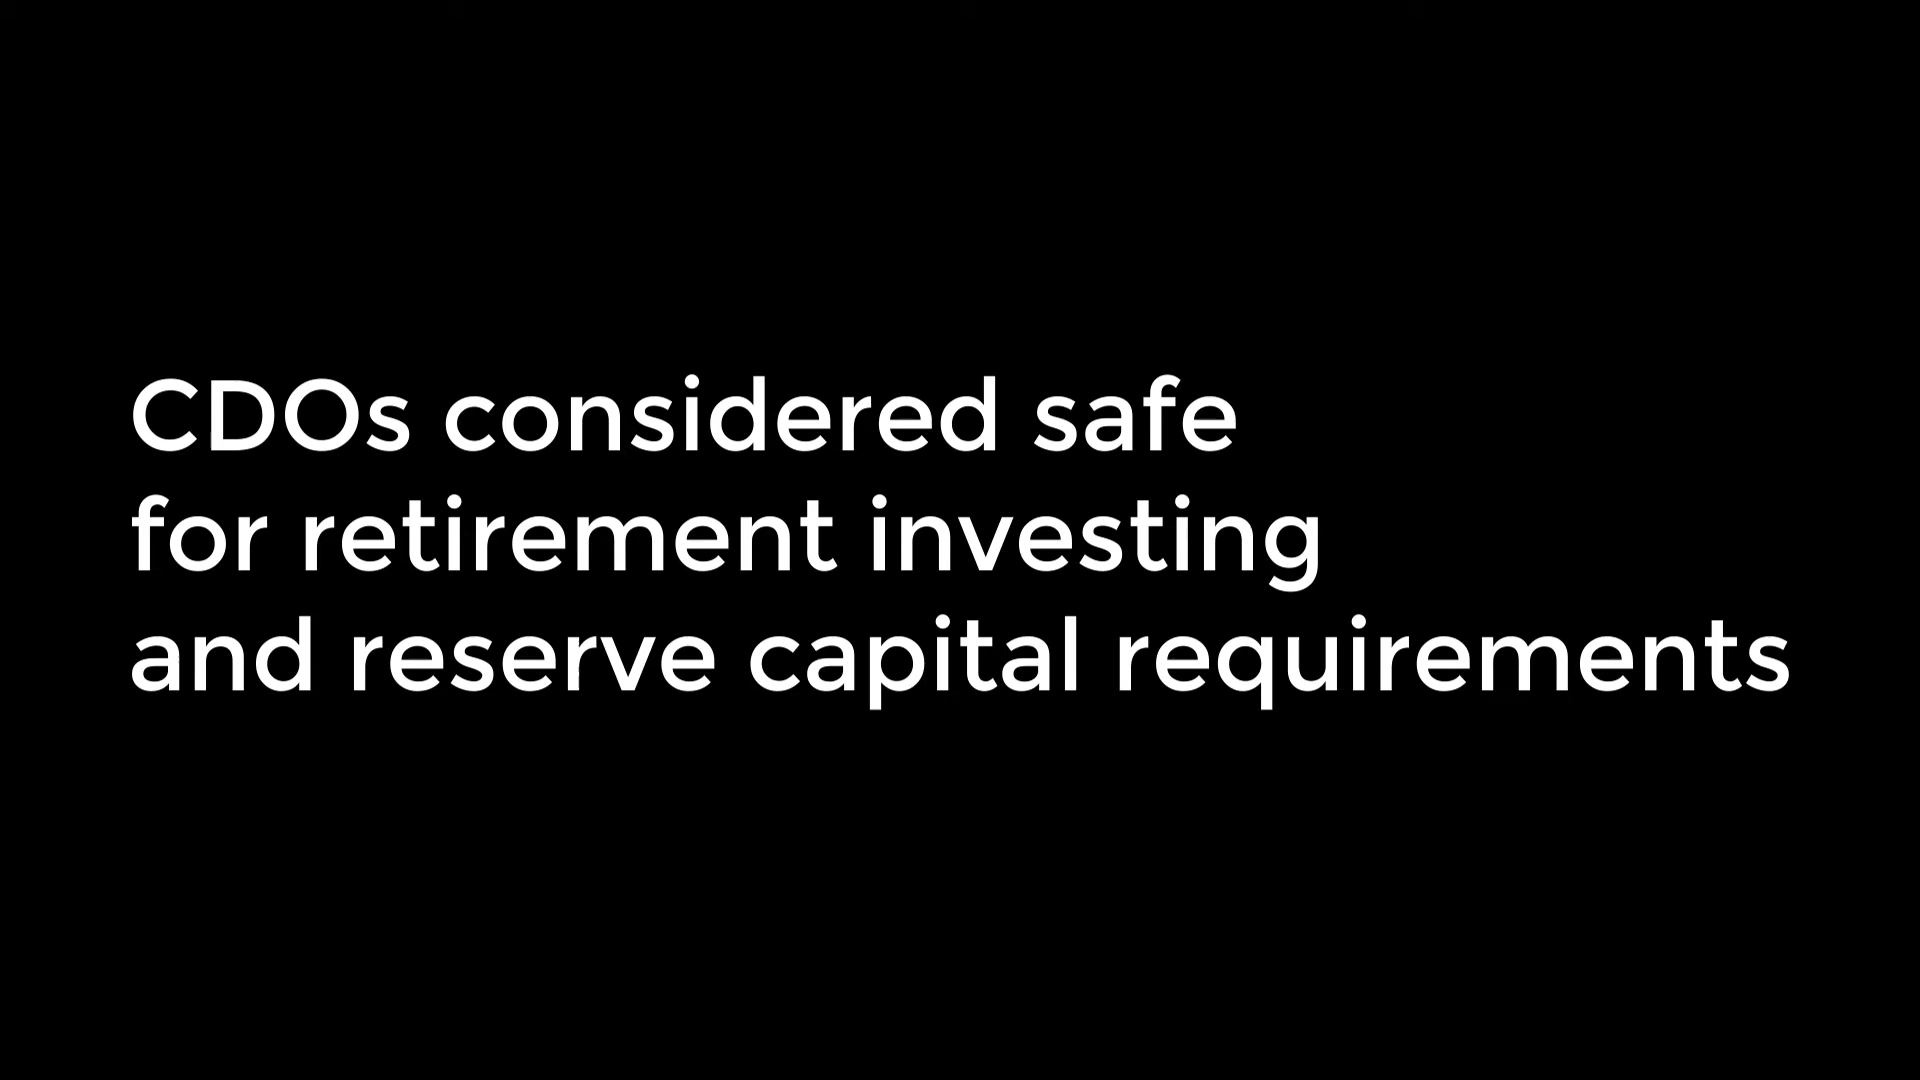 CDOs considered safe
for retirement investing
and reserve capital requirements